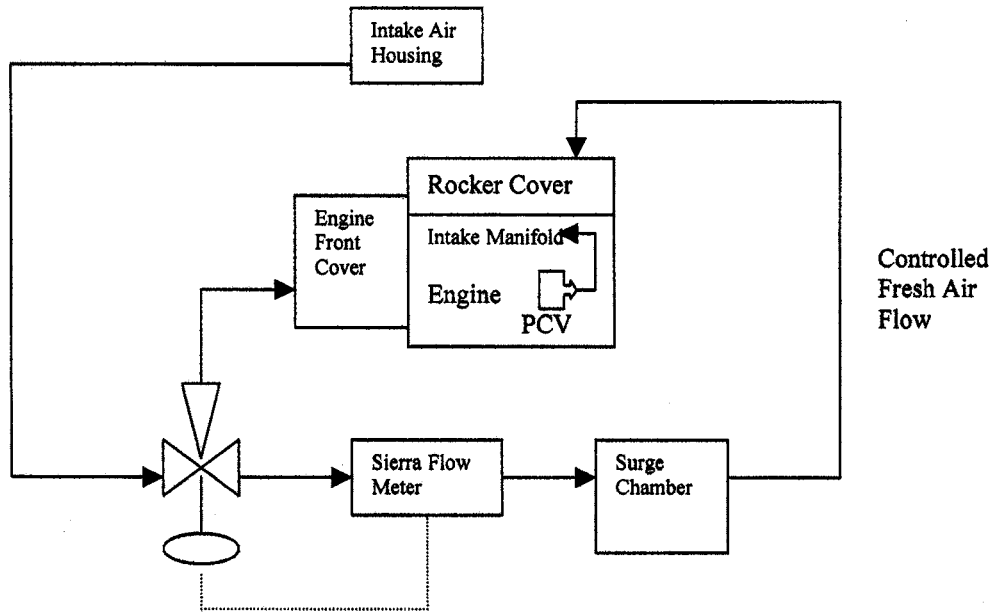 Intake Air
Housing
Rocker Cover
Engine
Front
Cover
Intake Manifold
Engine
PCV
Controlled
Fresh Air
Flow
Sierra Flow
Meter
Surge
Chamber